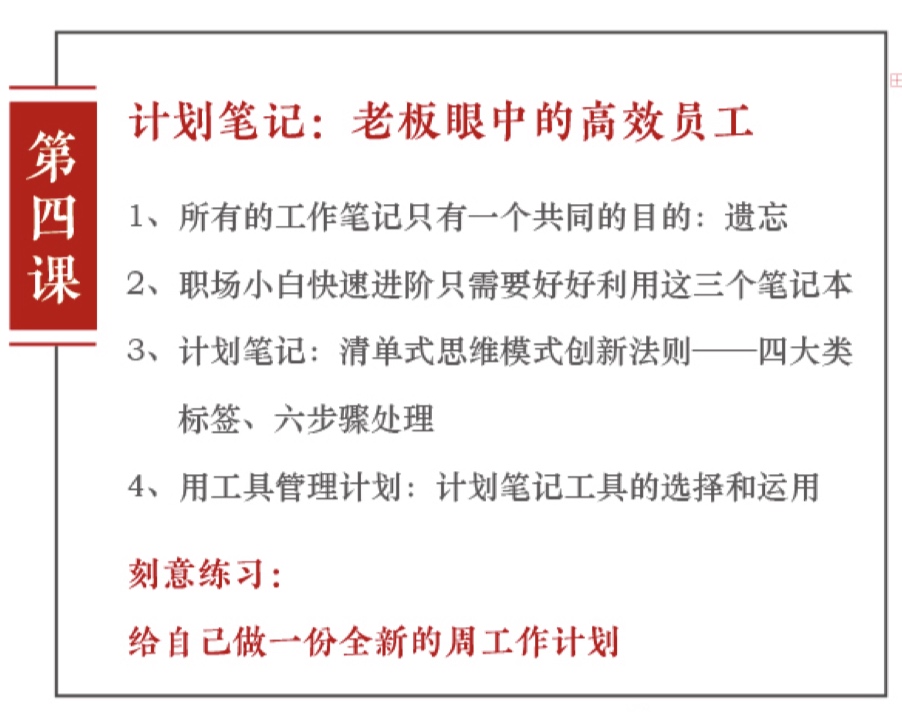 第四课
计划笔记：老板眼中的高效员工
1、所有的工作笔记只有一个共同的目的：遗忘
2、职场小白快速进阶只需要好好利用这三个笔记本
3、计划笔记：清单式思维模式创新法则——四大类
标签、六步骤处理
4、用工具管理计划：计划笔记工具的选择和运用
刻意练习：
给自己做一份全新的周工作计划